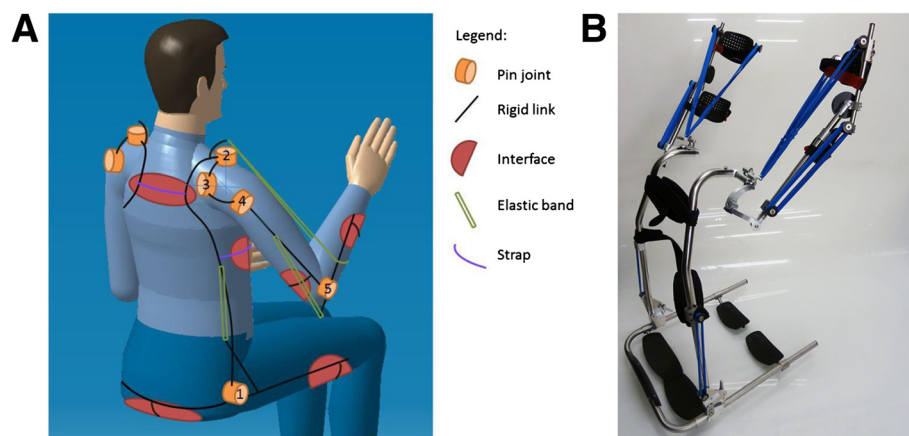 A
B
Legend:
Pin joint
Rigid link
Interface
Elastic band
Strap
2
3
4
5
1